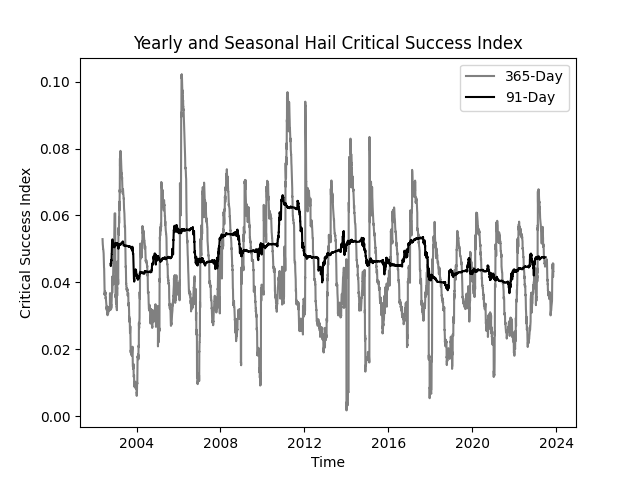 Yearly and Seasonal Hail Critical Success Index
365-Day
91-Day
0.10
0.08
0.06
0.04
0.02
0.00
Critical Success Index
2004
2008
2012
2016
2020
2024
Time